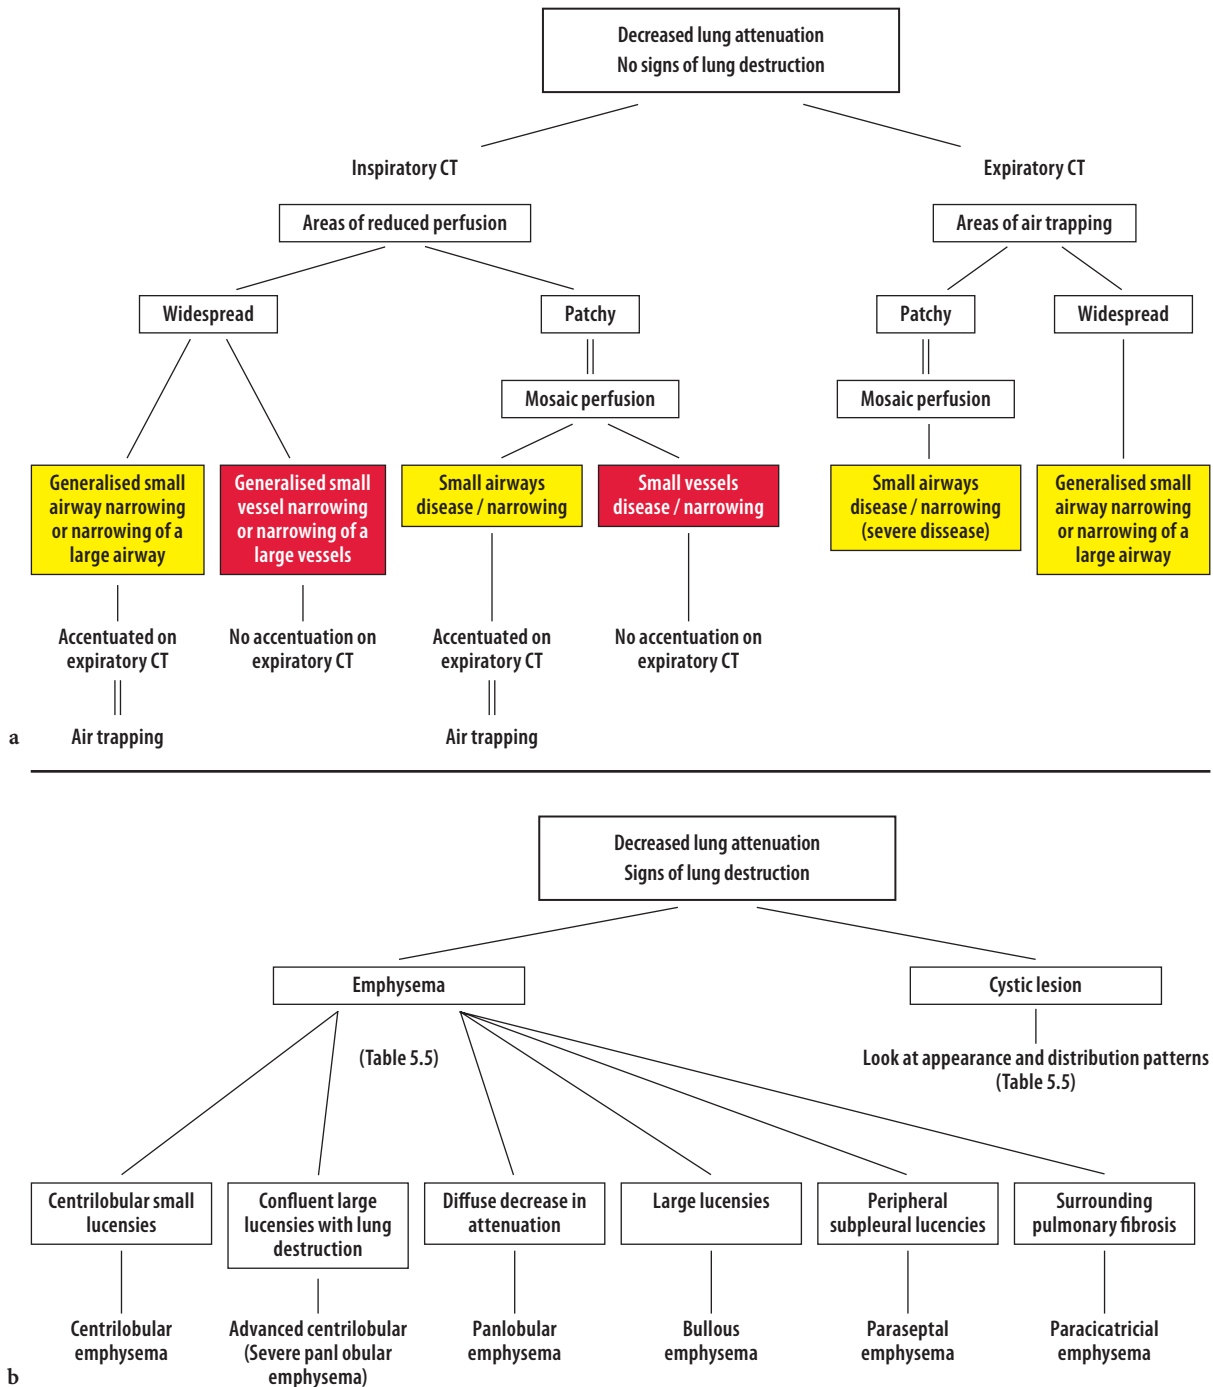 Decreased lung attenuation
No signs of lung destruction
Inspiratory CT
Expiratory CT
Areas of reduced perfusion
Areas of air trapping
Widespread
Patchy
Patchy
Widespread
Mosaic perfusion
Mosaic perfusion
Generalised small
airway narrowing
or narrowing of a
large airway
Generalised small
vessel narrowing
or narrowing of a
large vessels
Small airways
disease / narrowing
Small vessels
disease / narrowing
Small airways
disease / narrowing
(severe dissease)
Generalised small
airway narrowing
or narrowing of a
large airway
Accentuated on
expiratory CT
No accentuation on
expiratory CT
Accentuated on
expiratory CT
No accentuation on
expiratory CT
Air trapping
Air trapping
a
Decreased lung attenuation
Signs of lung destruction
Emphysema
Cystic lesion
(Table 5.5)
Look at appearance and distribution patterns
(Table 5.5)
Centrilobular small
lucensies
Confluent large
lucensies with lung
destruction
Diffuse decrease in
attenuation
Large lucensies
Peripheral
subpleural lucencies
Surrounding
pulmonary fibrosis
Centrilobular
emphysema
Advanced centrilobular
(Severe panl obular
emphysema)
Panlobular
emphysema
Bullous
emphysema
Paraseptal
emphysema
Paracicatricial
emphysema
b